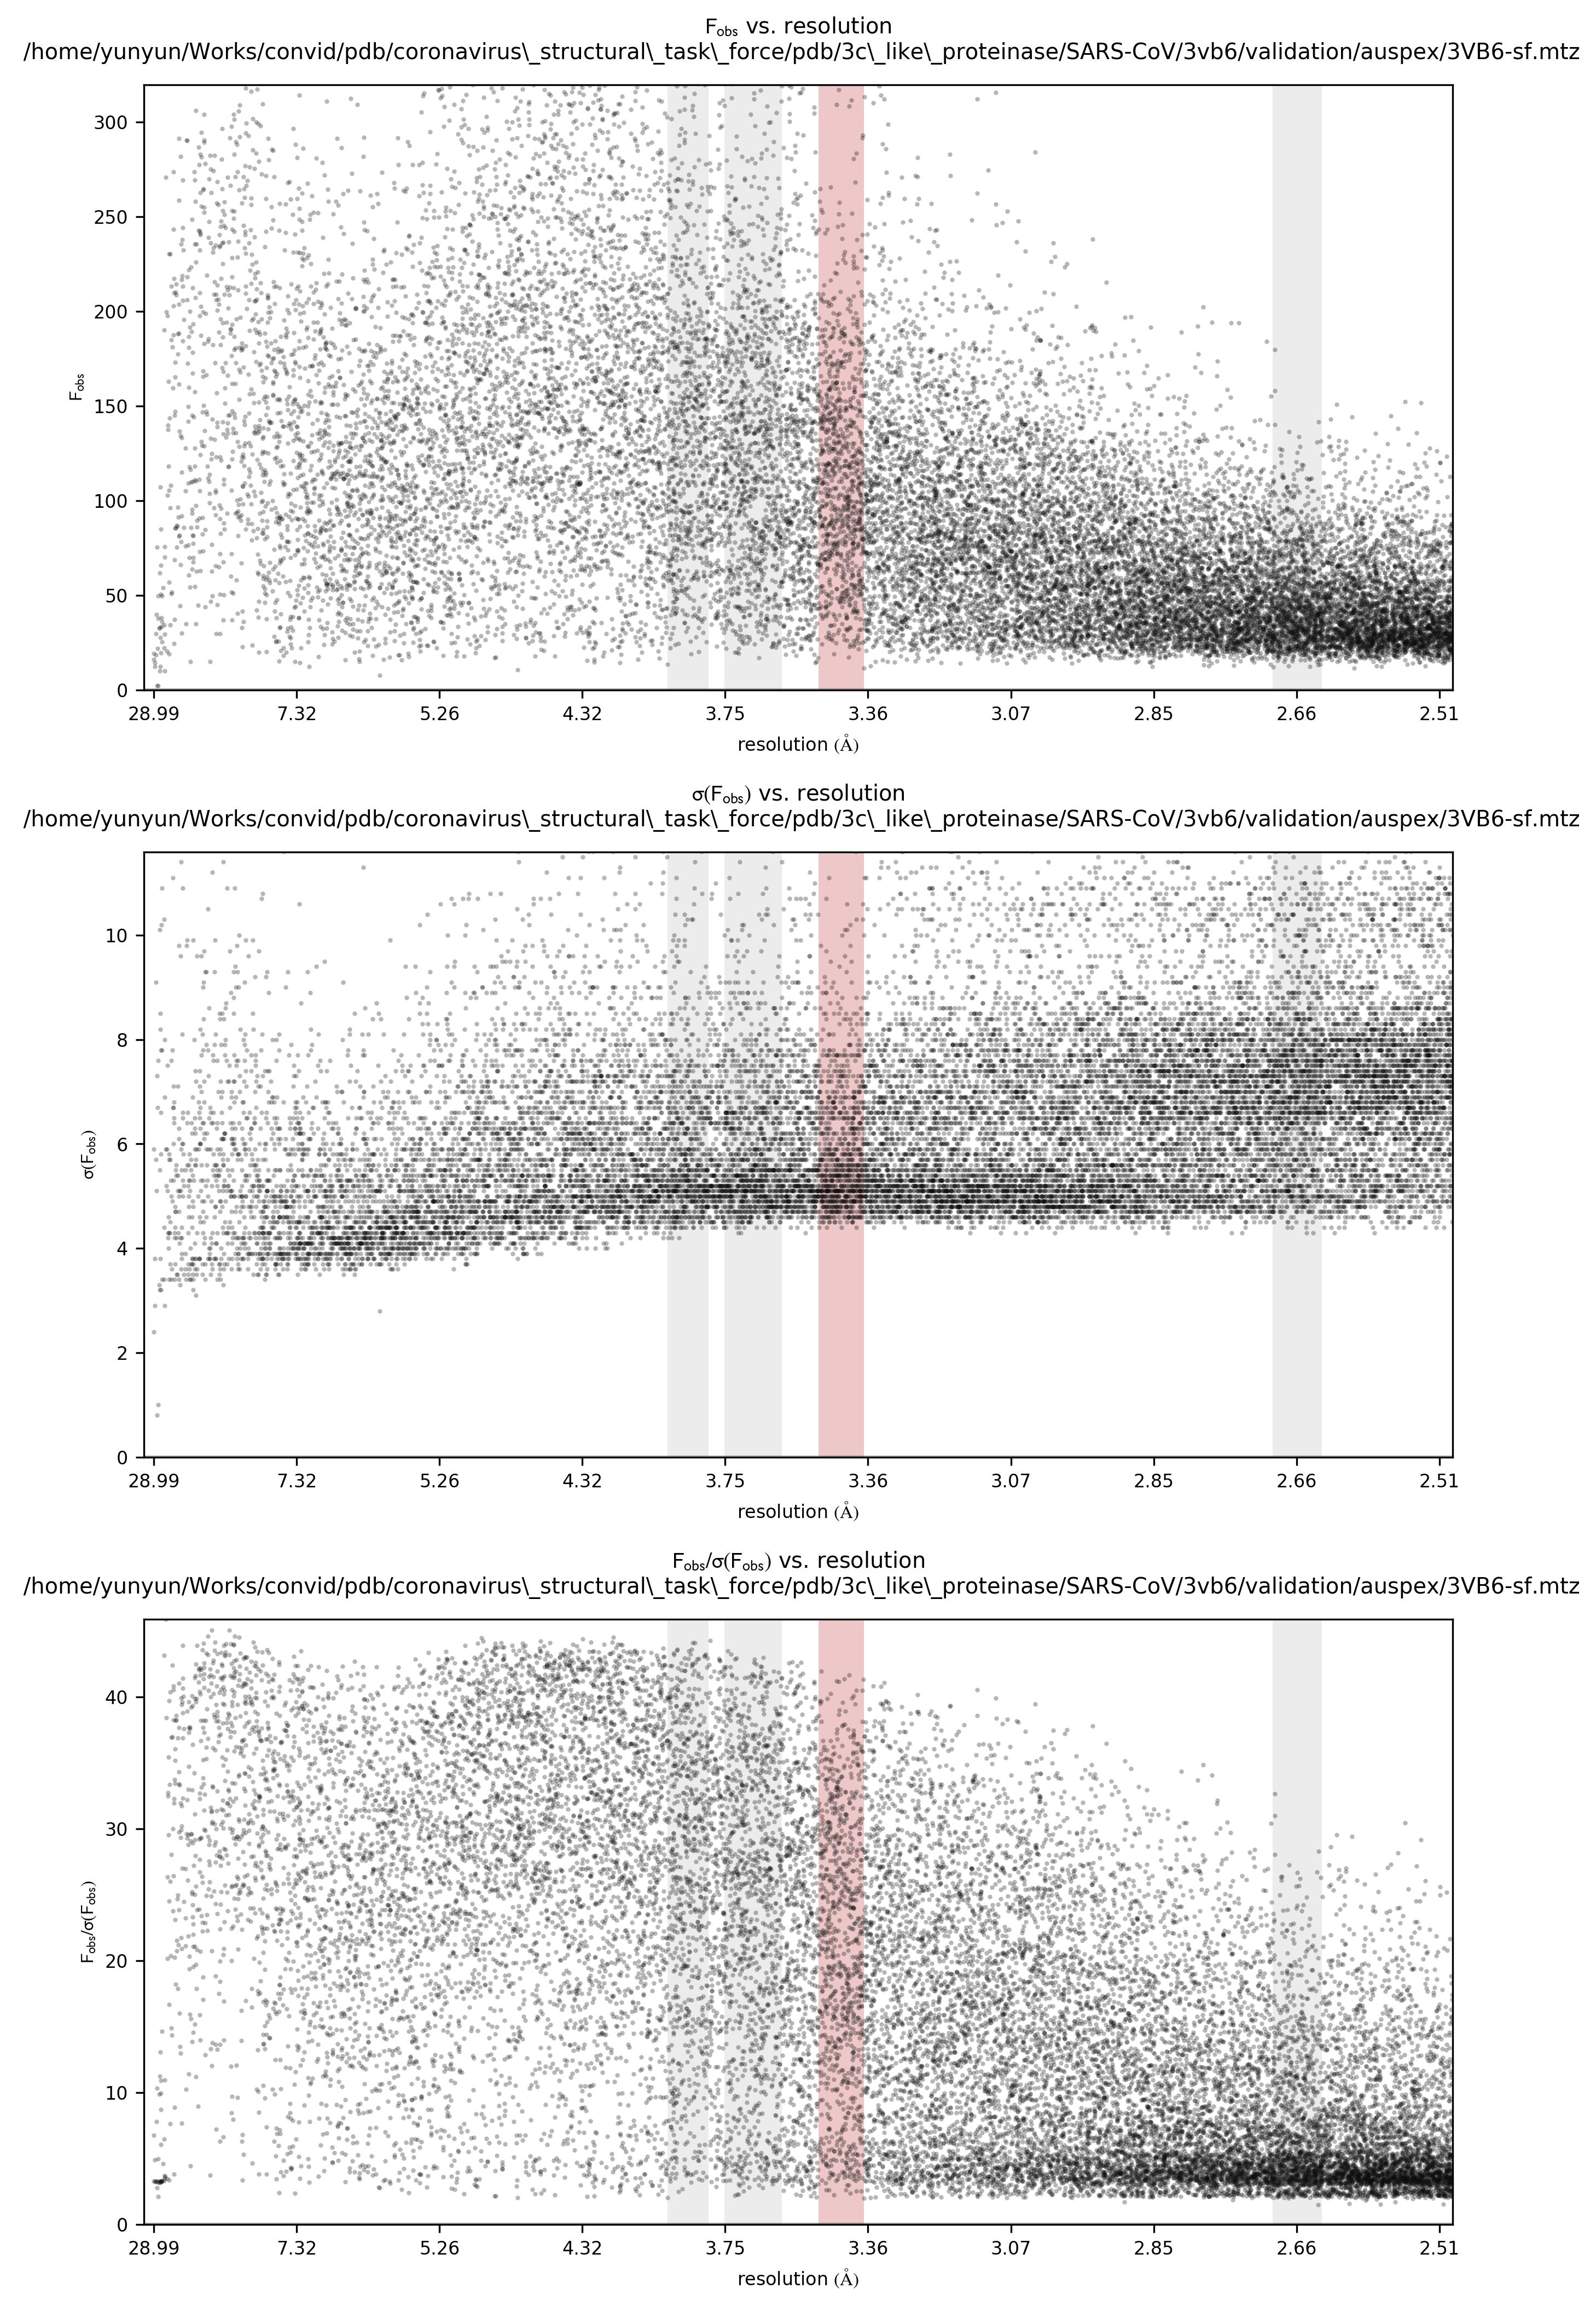 Fobs vs. resolution
/home/yunyun/Works/convid/pdb/coronavirus\_structural\_task\_force/pdb/3c\_like\_proteinase/SARS-CoV/3vb6/validation/auspex/3VB6-sf.mtz
300
250
200
150
100
50
0
Fobs
28.99 7.32 5.26 4.32 3.75 3.36 3.07 2.85 2.66 2.51
resolution (Å)
σ(Fobs) vs. resolution
/home/yunyun/Works/convid/pdb/coronavirus\_structural\_task\_force/pdb/3c\_like\_proteinase/SARS-CoV/3vb6/validation/auspex/3VB6-sf.mtz
10
8
6
4
2
0
σ(Fobs)
28.99 7.32 5.26 4.32 3.75 3.36 3.07 2.85 2.66 2.51
resolution (Å)
Fobs/σ(Fobs) vs. resolution
/home/yunyun/Works/convid/pdb/coronavirus\_structural\_task\_force/pdb/3c\_like\_proteinase/SARS-CoV/3vb6/validation/auspex/3VB6-sf.mtz
40
30
20
10
0
Fobs/σ(Fobs)
28.99 7.32 5.26 4.32 3.75 3.36 3.07 2.85 2.66 2.51
resolution (Å)